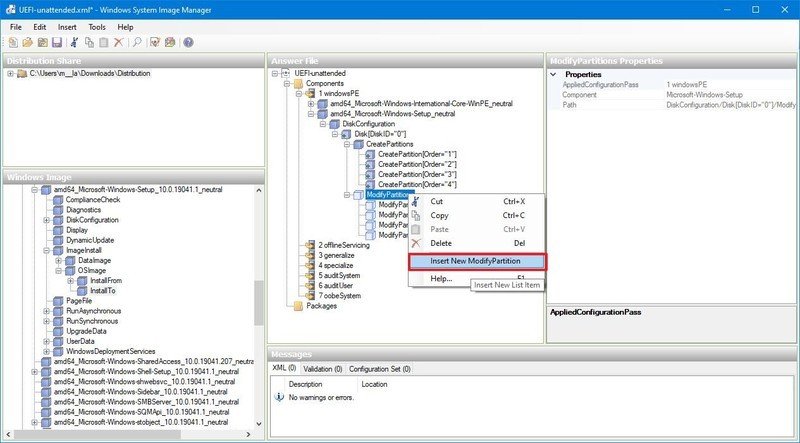 UEFI-unattended.xml* - Windows System Image Manager
File Edit Insert Tools Help
Distribution Share
C:\Users\m__la\Downloads\Distribution
Windows Image
amd64_Microsoft-Windows-Setup_10.0.19041.1_neutral
ComplianceCheck
Diagnostics
DiskConfiguration
Display
DynamicUpdate
ImageInstall
DataImage
OSImage
InstallFrom
InstallTo
PageFile
RunAsynchronous
RunSynchronous
UpgradeData
UserData
WindowsDeploymentServices
amd64_Microsoft-Windows-SharedAccess_10.0.19041.207_neutral
amd64_Microsoft-Windows-Shell-Setup_10.0.19041.1_neutral
amd64_Microsoft-Windows-shwebsvc_10.0.19041.1_neutral
amd64_Microsoft-Windows-Sidebar_10.0.19041.1_neutral
amd64_Microsoft-Windows-SMBServer_10.0.19041.1_neutral
amd64_Microsoft-Windows-SQMApi_10.0.19041.1_neutral
amd64_Microsoft-Windows-stobject_10.0.19041.1_neutral
Answer File
UEFI-unattended
Components
1 windowsPE
amd64_Microsoft-Windows-International-Core-WinPE_neutral
amd64_Microsoft-Windows-Setup_neutral
DiskConfiguration
Disk[DiskID="0"]
CreatePartitions
CreatePartition[Order="1"]
CreatePartition[Order="2"]
CreatePartition[Order="3"]
CreatePartition[Order="4"]
ModifyPartitions
ModifyPar
ModifyPar
ModifyPar
ModifyPar
2 offlineServicing
3 generalize
4 specialize
5 auditSystem
6 auditUser
7 oobeSystem
Packages
Cut Ctrl+X
Copy Ctrl+C
Paste Ctrl+V
Delete Del
Insert New ModifyPartition
Help... F1
Insert New List Item
ModifyPartitions Properties
Properties
AppliedConfigurationPass 1 windowsPE
Component Microsoft-Windows-Setup
Path DiskConfiguration/Disk[DiskID="0"]/Modify
AppliedConfigurationPass
Messages
XML (0) Validation (0) Configuration Set (0)
Description Location
No warnings or errors.